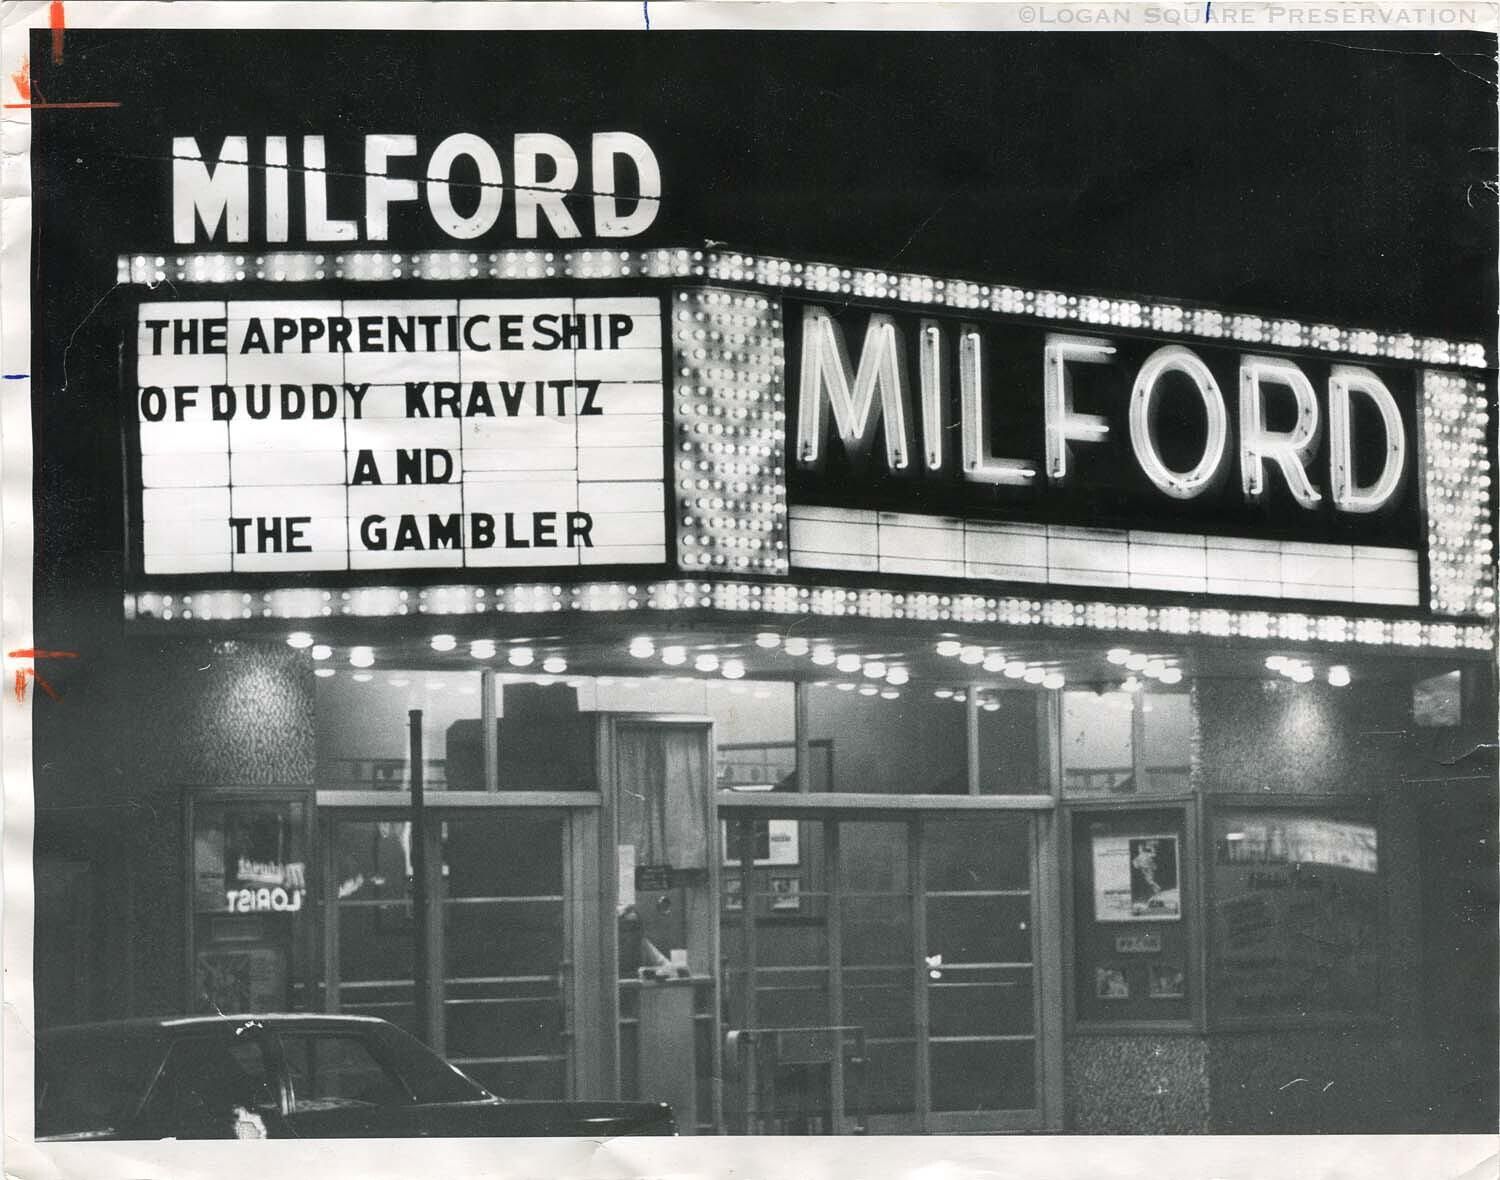 ©LOGAN SQUARE PRESERVATION
MILFORD
THE APPRENTICESHIP
OF DUDDY KRAVITZ
AND
THE GAMBLER
MILFORD
LORIST